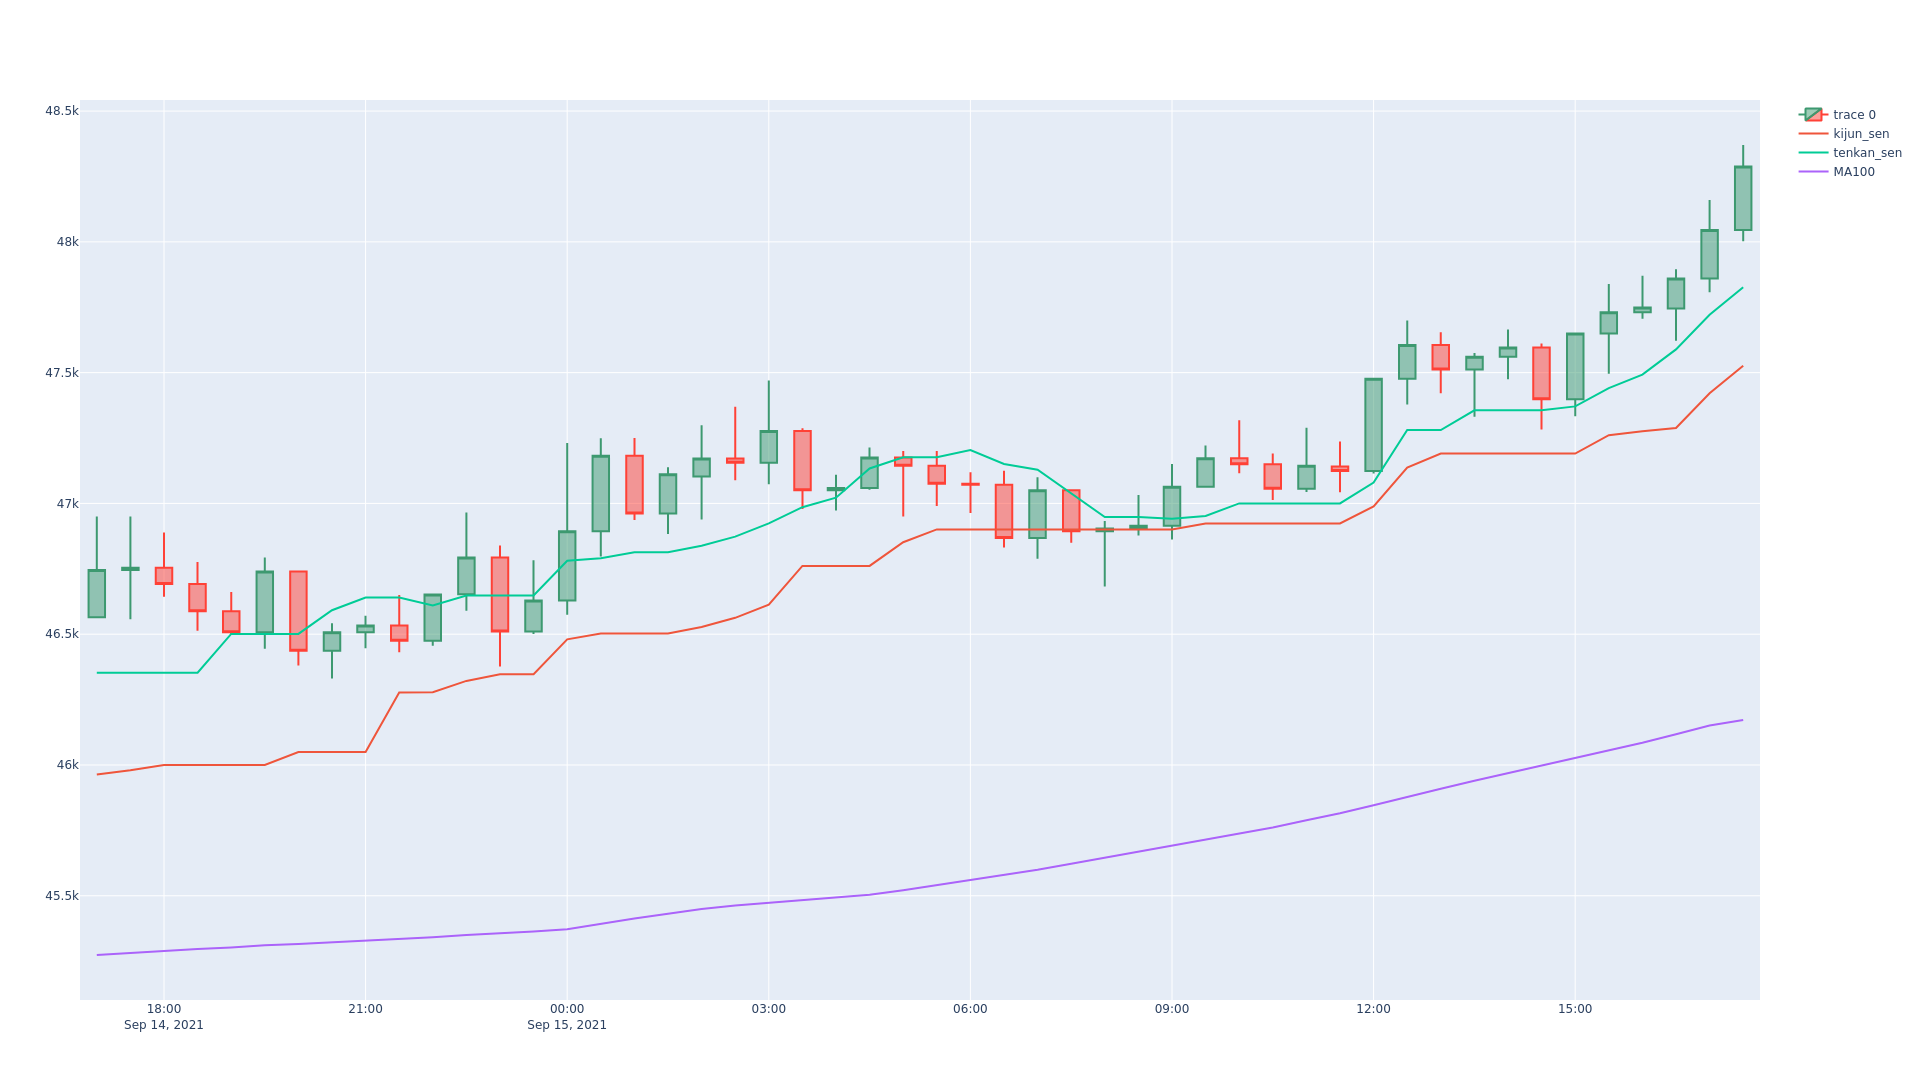 48.5k
48k
47.5k
47k
46.5k
46k
45.5k
18:00
Sep 14, 2021
21:00
00:00
Sep 15, 2021
03:00
06:00
09:00
12:00
15:00
trace 0
kijun_sen
tenkan_sen
MA100